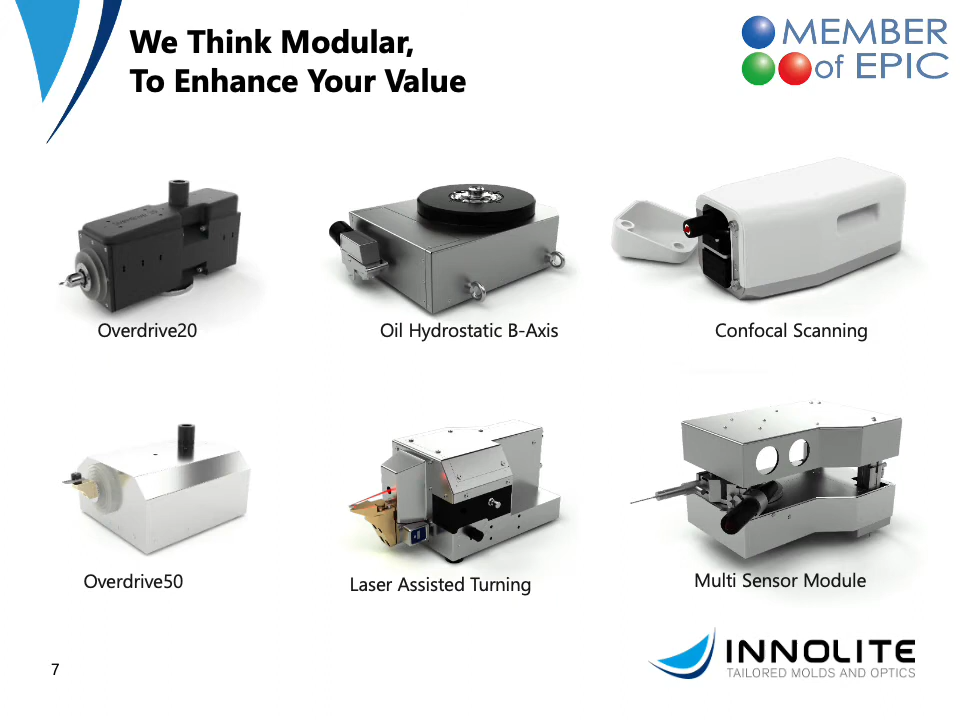 We Think Modular,
To Enhance Your Value
MEMBER
of EPIC
Overdrive20
Oil Hydrostatic B-Axis
Confocal Scanning
Overdrive50
Laser Assisted Turning
Multi Sensor Module
7
INNOLITE
TAILORED MOLDS AND OPTICS